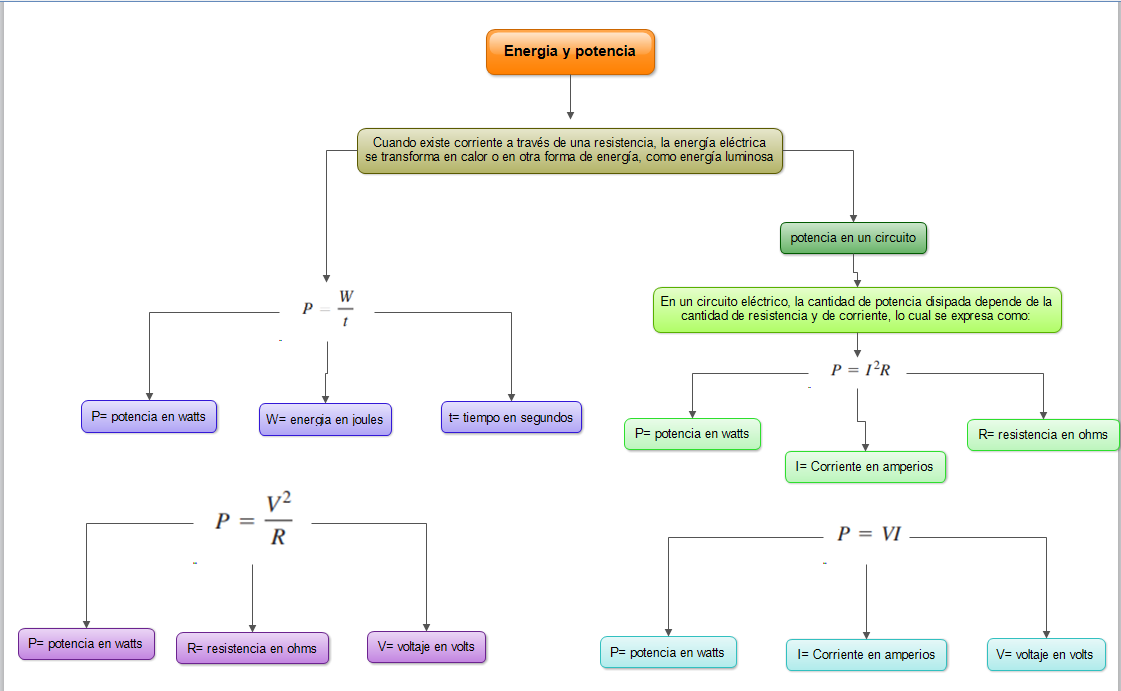 Energia y potencia
Cuando existe corriente a través de una resistencia, la energía eléctrica
se transforma en calor o en otra forma de energía, como energía luminosa
potencia en un circuito
P = W/t
En un circuito eléctrico, la cantidad de potencia disipada depende de la
cantidad de resistencia y de corriente, lo cual se expresa como:
P = I²R
P= potencia en watts
W= energia en joules
t= tiempo en segundos
P= potencia en watts
R= resistencia en ohms
I= Corriente en amperios
P = V²/R
P = VI
P= potencia en watts
R= resistencia en ohms
V= voltaje en volts
P= potencia en watts
I= Corriente en amperios
V= voltaje en volts